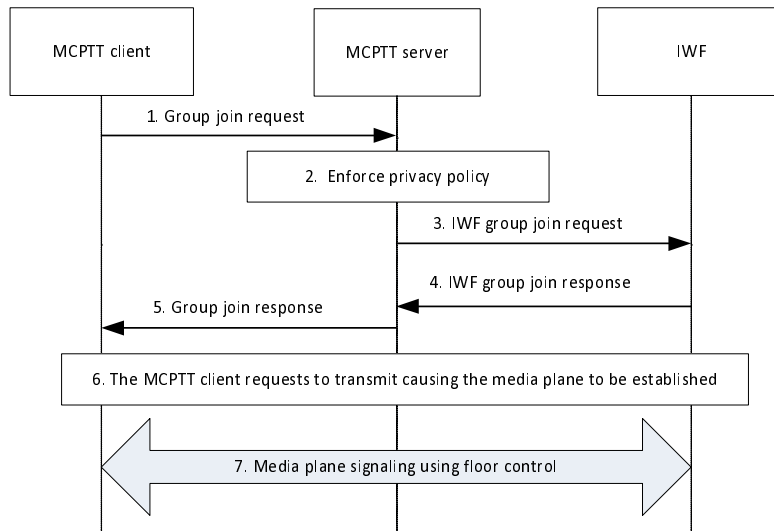 MCPTT client
MCPTT server
IWF
1. Group join request
2. Enforce privacy policy
3. IWF group join request
4. IWF group join response
5. Group join response
6. The MCPTT client requests to transmit causing the media plane to be established
7. Media plane signaling using floor control